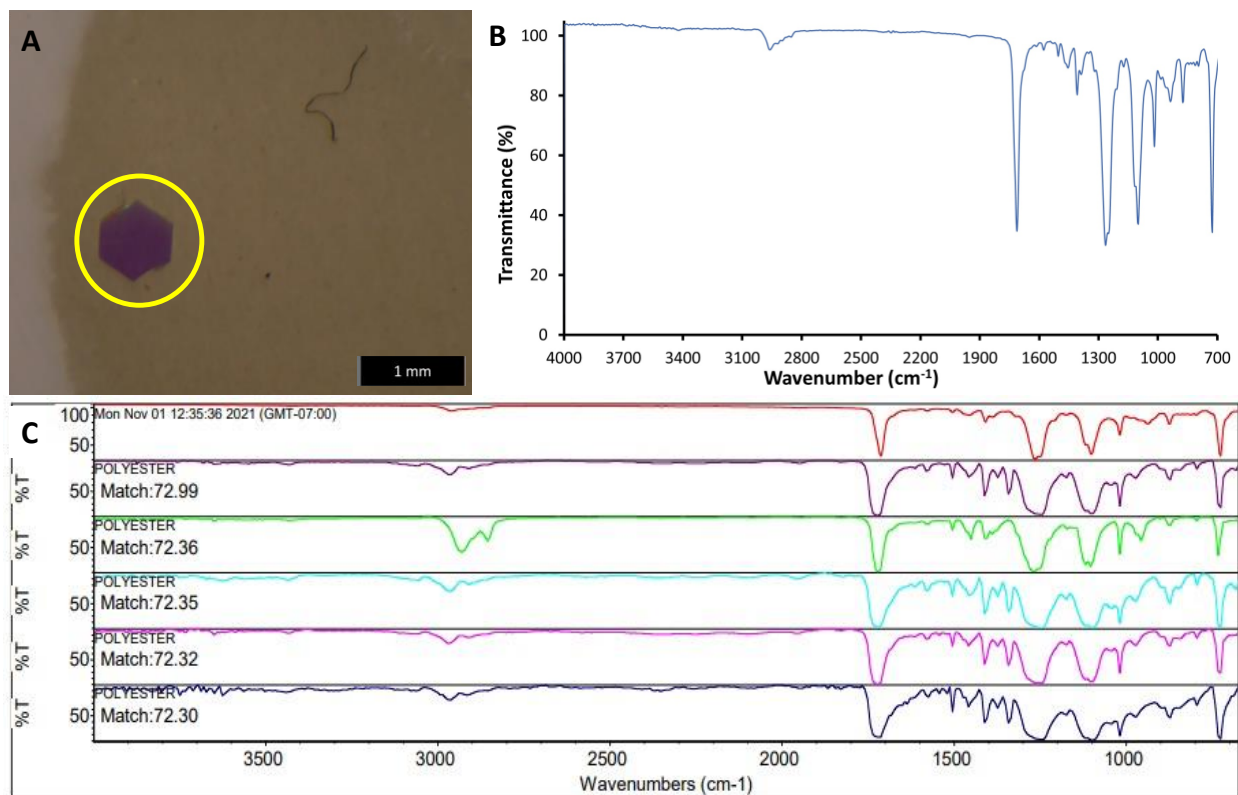 A
1 mm
B
Transmittance (%)
100
80
60
40
20
0
4000 3700 3400 3100 2800 2500 2200 1900 1600 1300 1000 700
Wavenumber (cm-1)
C
100 Mon Nov 01 12:35:36 2021 (GMT-07:00)
50
%T
POLYESTER
50 Match:72.99
%T
POLYESTER
50 Match:72.36
%T
POLYESTER
50 Match:72.35
%T
POLYESTER
50 Match:72.32
%T
POLYESTER
50 Match:72.30
3500 3000 2500 2000 1500 1000
Wavenumbers (cm-1)